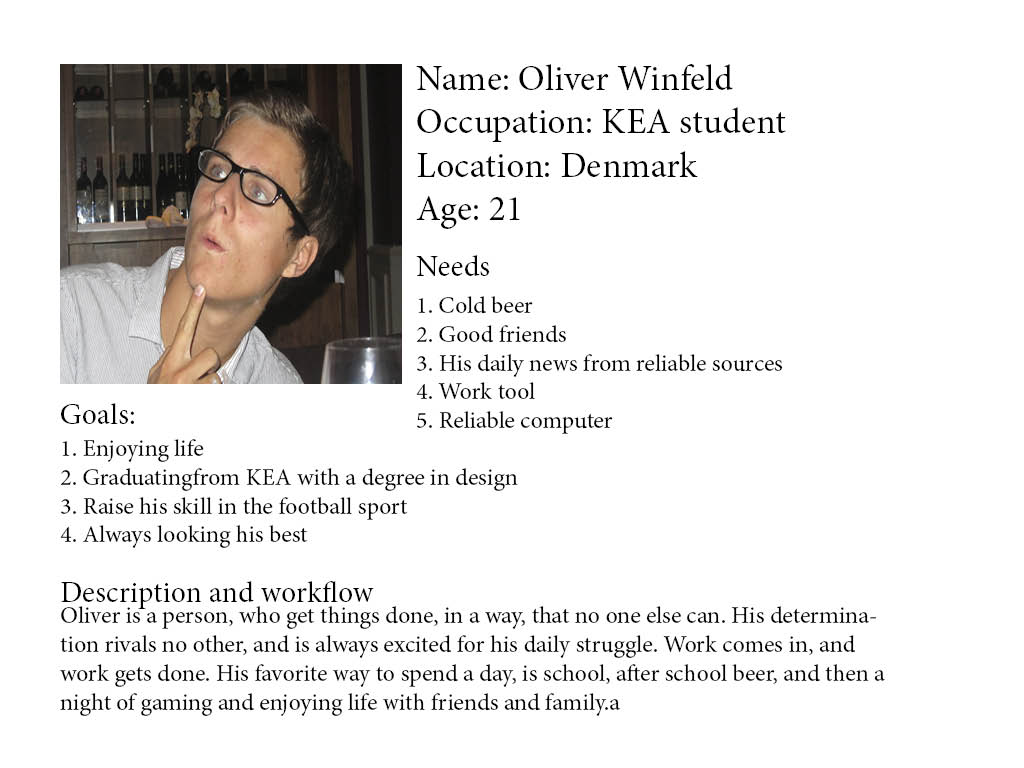 Name: Oliver Winfeld
Occupation: KEA student
Location: Denmark
Age: 21
Needs
1. Cold beer
2. Good friends
3. His daily news from reliable sources
4. Work tool
5. Reliable computer
Goals:
1. Enjoying life
2. Graduatingfrom KEA with a degree in design
3. Raise his skill in the football sport
4. Always looking his best
Description and workflow
Oliver is a person, who get things done, in a way, that no one else can. His determina-
tion rivals no other, and is always excited for his daily struggle. Work comes in, and
work gets done. His favorite way to spend a day, is school, after school beer, and then a
night of gaming and enjoying life with friends and family.a